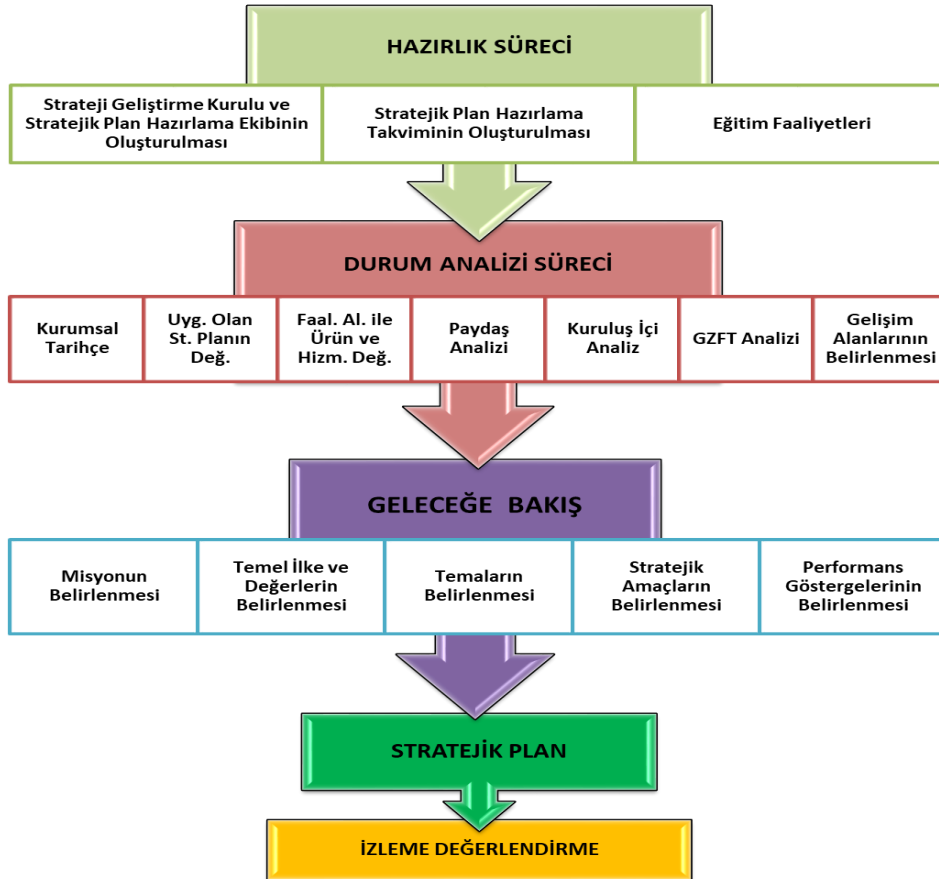 HAZIRLIK SÜRECİ
Strateji Geliştirme Kurulu ve
Stratejik Plan Hazırlama Ekibinin
Oluşturulması
Stratejik Plan Hazırlama
Takviminin Oluşturulması
Eğitim Faaliyetleri
DURUM ANALİZİ SÜRECİ
Kurumsal
Tarihçe
Uyg. Olan
St. Planın
Değ.
Faal. Al. ile
Ürün ve
Hizm. Değ.
Paydaş
Analizi
Kuruluş İçi
Analiz
GZFT Analizi
Gelişim
Alanlarının
Belirlenmesi
GELECEĞE BAKIŞ
Misyonun
Belirlenmesi
Temel İlke ve
Değerlerin
Belirlenmesi
Temaların
Belirlenmesi
Stratejik
Amaçların
Belirlenmesi
Performans
Göstergelerinin
Belirlenmesi
STRATEJİK PLAN
İZLEME DEĞERLENDİRME